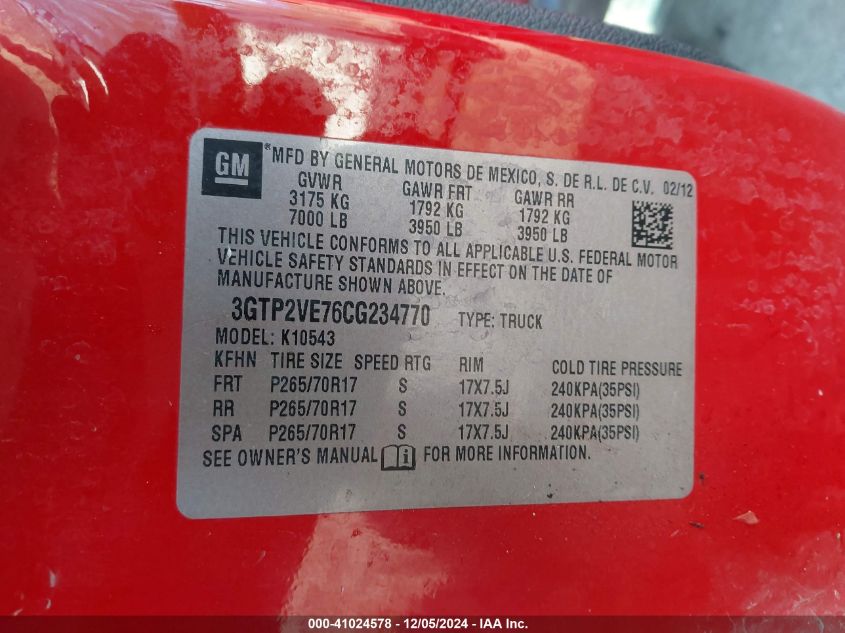 GM
®MFD BY GENERAL MOTORS DE MEXICO, S. DE R.L. DE C.V. 02/12
GVWR GAWR FRT GAWR RR
3175 KG 1792 KG 1792 KG
7000 LB 3950 LB 3950 LB
THIS VEHICLE CONFORMS TO ALL APPLICABLE U.S. FEDERAL MOTOR
VEHICLE SAFETY STANDARDS IN EFFECT ON THE DATE OF
MANUFACTURE SHOWN ABOVE.
3GTP2VE76CG234770 TYPE: TRUCK
MODEL: K10543
KFHN TIRE SIZE SPEED RTG RIM COLD TIRE PRESSURE
FRT P265/70R17 S 17X7.5J 240KPA(35PSI)
RR P265/70R17 S 17X7.5J 240KPA(35PSI)
SPA P265/70R17 S 17X7.5J 240KPA(35PSI)
SEE OWNER'S MANUAL FOR MORE INFORMATION.
000-41024578 - 12/05/2024 - IAA Inc.